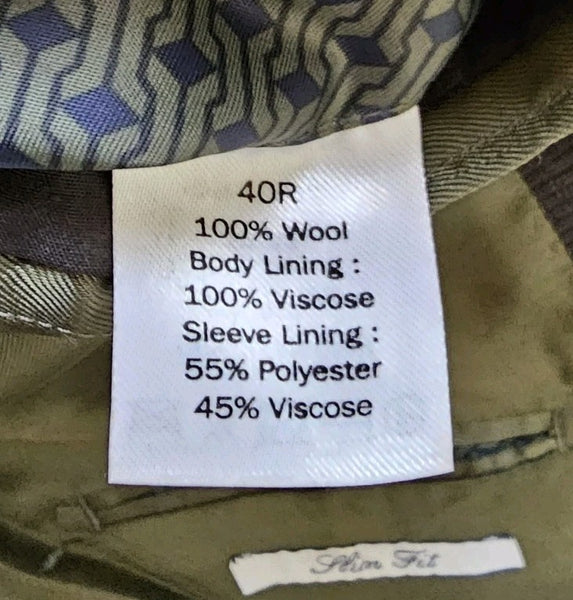 40R
100% Wool
Body Lining :
100% Viscose
Sleeve Lining :
55% Polyester
45% Viscose
Slim Fit